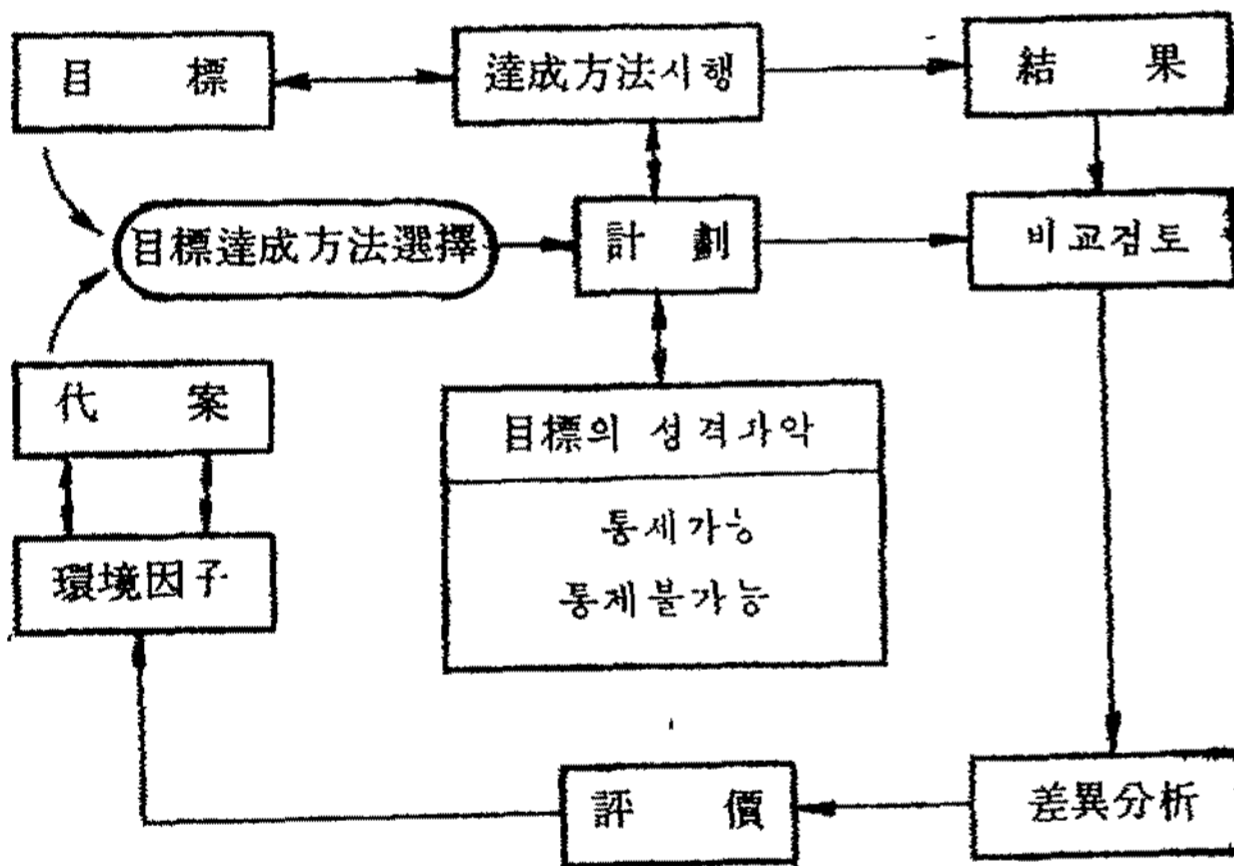 目 標
達成方法시행
結 果
目標達成方法選擇
計 劃
비교검토
代 案
目標의 성격파악
통제가능
통제불가능
環境因子
評 價
差異分析